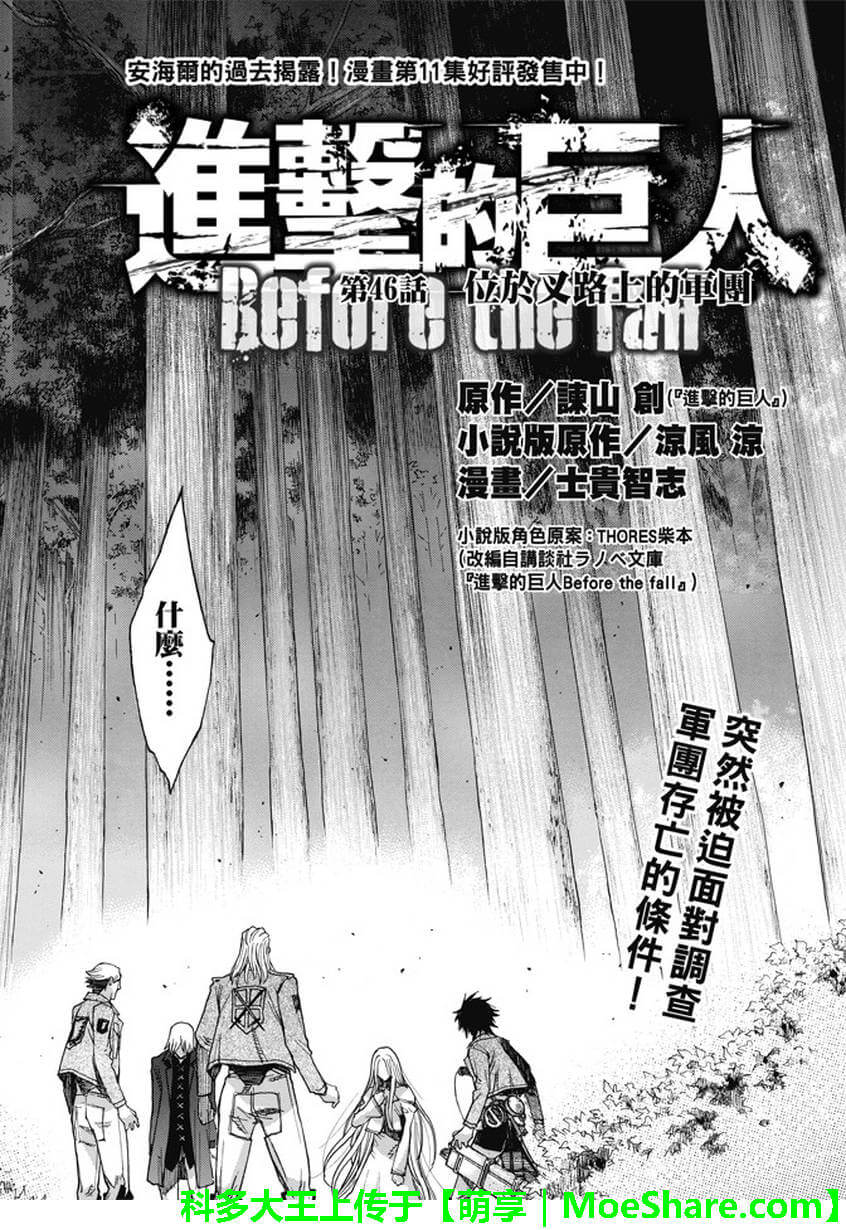 安海爾的過去揭露！漫畫第11集好評發售中！
進擊的巨人
Before the fall
第46話 位於叉路上的軍團
原作／諫山 創(『進擊的巨人』)
小說版原作／涼風 涼
漫畫／士貴智志
小說版角色原案：THORES柴本
(改編自講談社ラノベ文庫
『進擊的巨人Before the fall』)
什麼……
突然被迫面對調查
軍團存亡的條件！
科多大王上传于【萌享｜MoeShare.com】